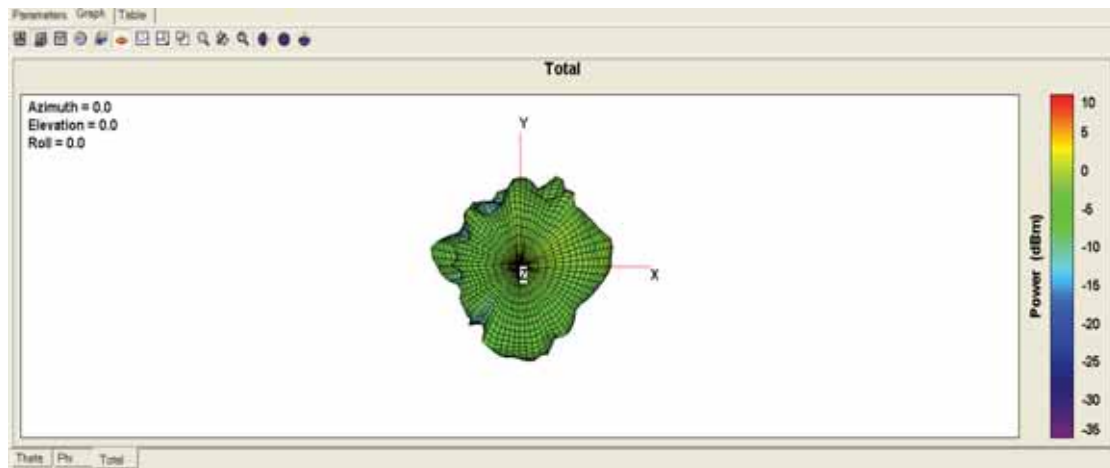 Parameters Graph Table
Total
Azimuth = 0.0
Elevation = 0.0
Roll = 0.0
Y
X
Z
Power (dBm)
10
5
0
-5
-10
-15
-20
-25
-30
-35
Theta Phi Total